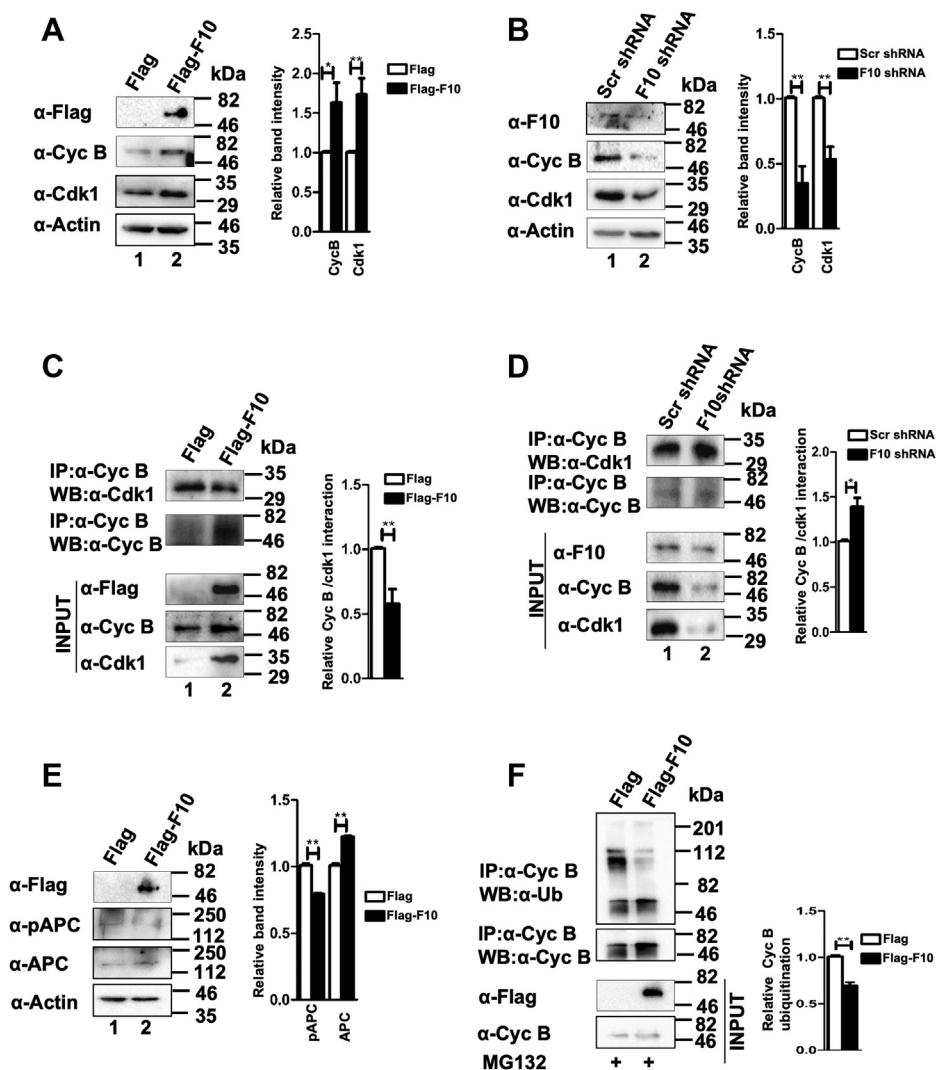 A
Flag
Flag-F10
kDa
α-Flag
82
46
α-Cyc B
82
46
α-Cdk1
35
29
α-Actin
46
35
1 2
Relative band intensity
2.5
2.0
1.5
1.0
0.5
0.0
* **
CycB
Cdk1
Flag
Flag-F10
B
Scr shRNA
F10 shRNA
kDa
α-F10
82
46
α-Cyc B
82
46
α-Cdk1
35
29
α-Actin
46
35
1 2
Relative band intensity
1.5
1.0
0.5
0.0
** **
CycB
Cdk1
Scr shRNA
F10 shRNA
C
Flag
Flag-F10
kDa
IP:α-Cyc B
WB:α-Cdk1
35
29
IP:α-Cyc B
WB:α-Cyc B
82
46
INPUT
α-Flag
82
46
α-Cyc B
82
46
α-Cdk1
35
29
1 2
Relative Cyc B /cdk1 interaction
1.5
1.0
0.5
0.0
**
Flag
Flag-F10
D
Scr shRNA
F10shRNA
kDa
IP:α-Cyc B
WB:α-Cdk1
35
29
IP:α-Cyc B
WB:α-Cyc B
82
46
INPUT
α-F10
82
46
α-Cyc B
82
46
α-Cdk1
35
29
1 2
Relative Cyc B /cdk1 interaction
2.0
1.5
1.0
0.5
0.0
*
Scr shRNA
F10 shRNA
E
Flag
Flag-F10
kDa
α-Flag
82
46
α-pAPC
250
112
α-APC
250
112
α-Actin
46
35
1 2
Relative band intensity
1.5
1.0
0.5
0.0
** **
pAPC
APC
Flag
Flag-F10
F
Flag
Flag-F10
kDa
IP:α-Cyc B
WB:α-Ub
201
112
82
46
IP:α-Cyc B
WB:α-Cyc B
82
46
α-Flag
82
46
α-Cyc B
82
46
INPUT
MG132 + +
Relative Cyc B
ubiquitination
1.5
1.0
0.5
0.0
**
Flag
Flag-F10